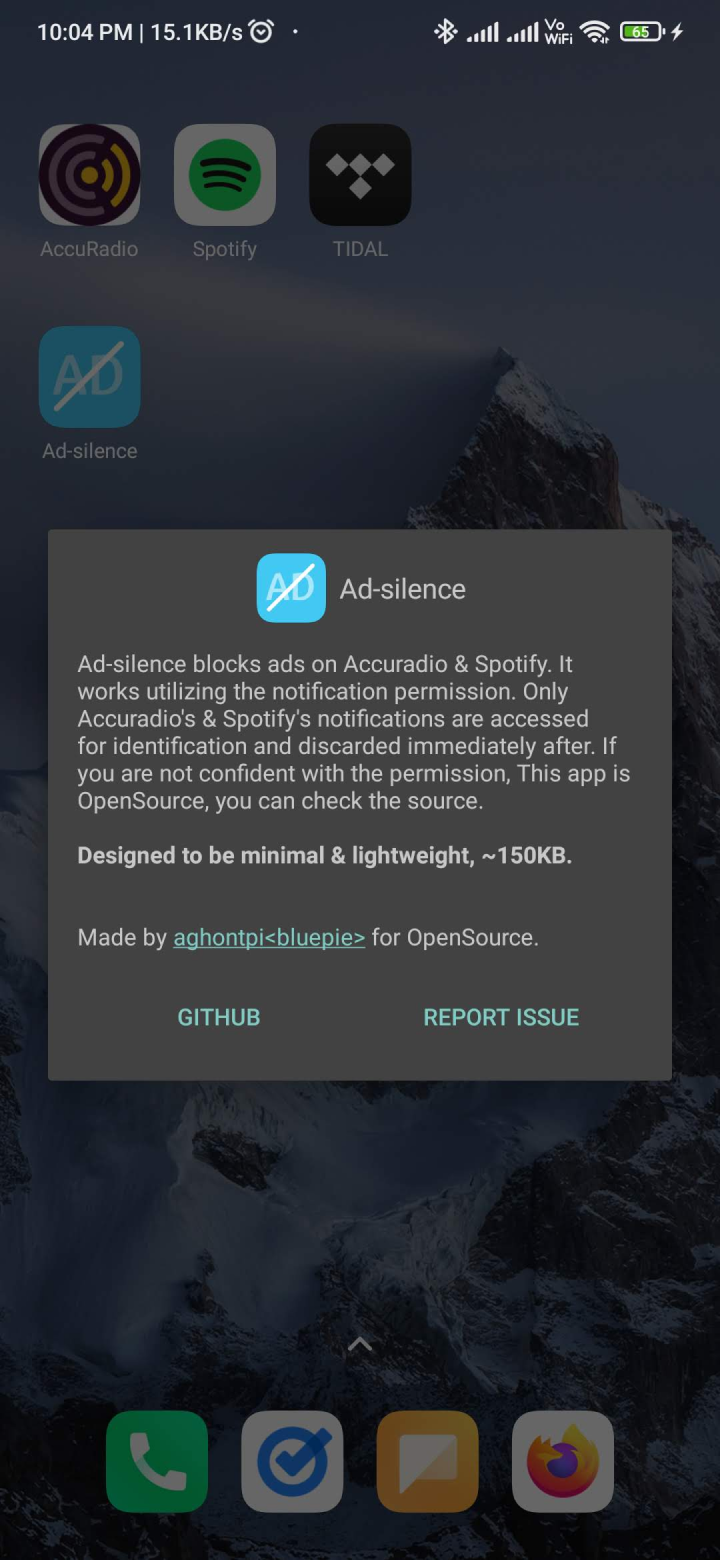 10:04 PM | 15.1KB/s
Vo
WiFi
65
AccuRadio
Spotify
TIDAL
AD
Ad-silence
AD
Ad-silence
Ad-silence blocks ads on Accuradio & Spotify. It
works utilizing the notification permission. Only
Accuradio's & Spotify's notifications are accessed
for identification and discarded immediately after. If
you are not confident with the permission, This app is
OpenSource, you can check the source.
Designed to be minimal & lightweight, ~150KB.
Made by aghontpi<bluepie> for OpenSource.
GITHUB
REPORT ISSUE